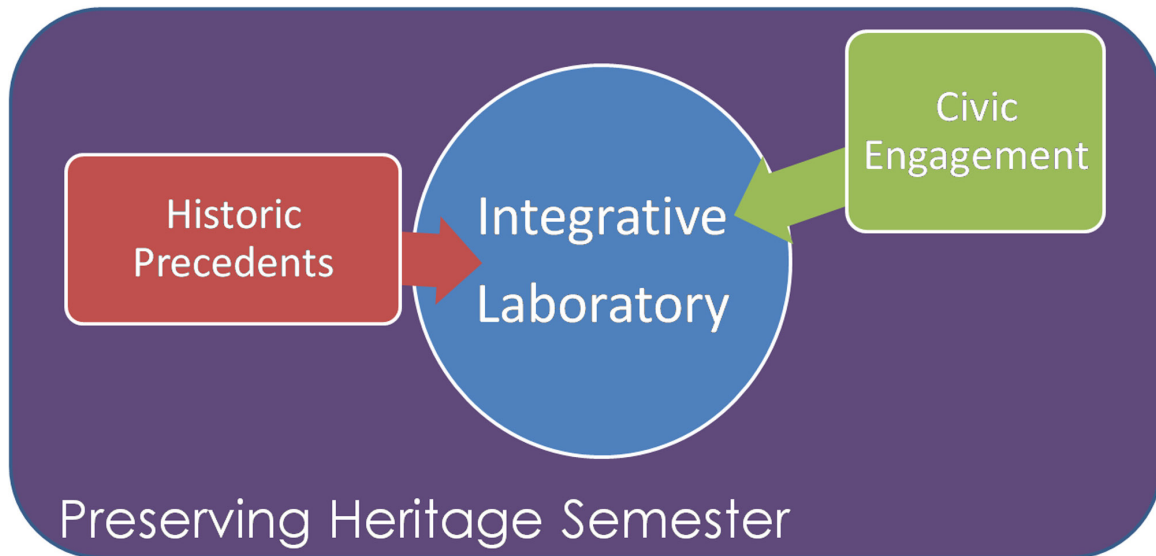 Historic
Precedents
Integrative
Laboratory
Civic
Engagement
Preserving Heritage Semester